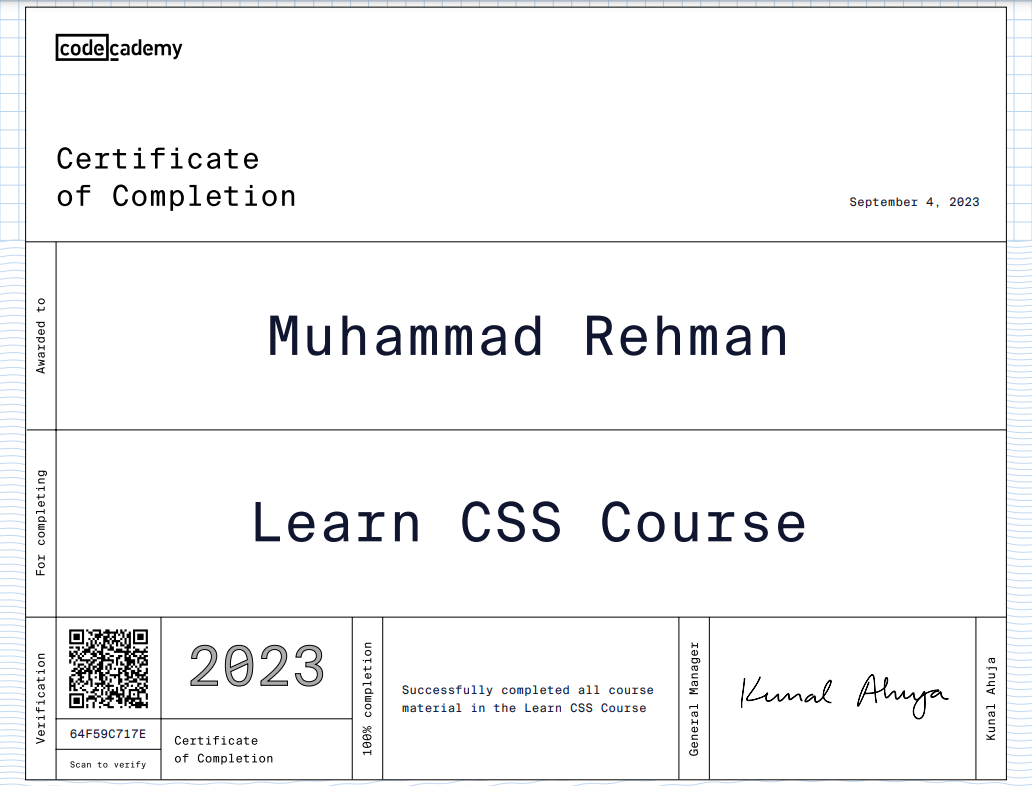 codecademy
Certificate
of Completion
September 4, 2023
Awarded to
Muhammad Rehman
For completing
Learn CSS Course
Verification
64F59C717E
Scan to verify
2023
Certificate
of Completion
100% completion
Successfully completed all course
material in the Learn CSS Course
General Manager
Kunal Ahuja
Kunal Ahuja